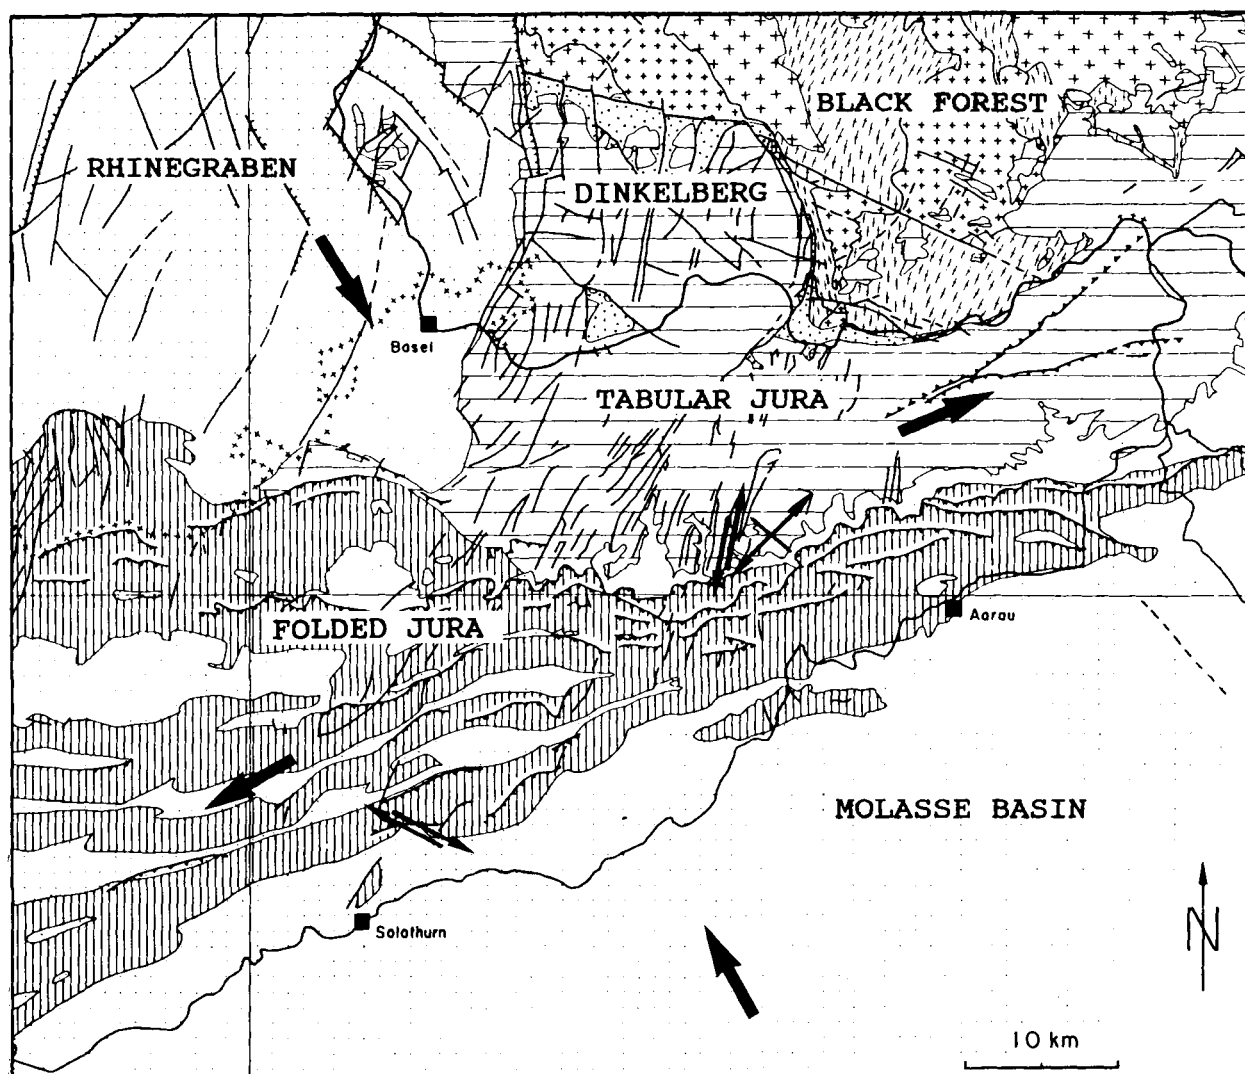 BLACK FOREST
RHINEGRABEN
DINKELBERG
Basel
TABULAR JURA
Aarau
FOLDED JURA
MOLASSE BASIN
N
Solothurn
10 km